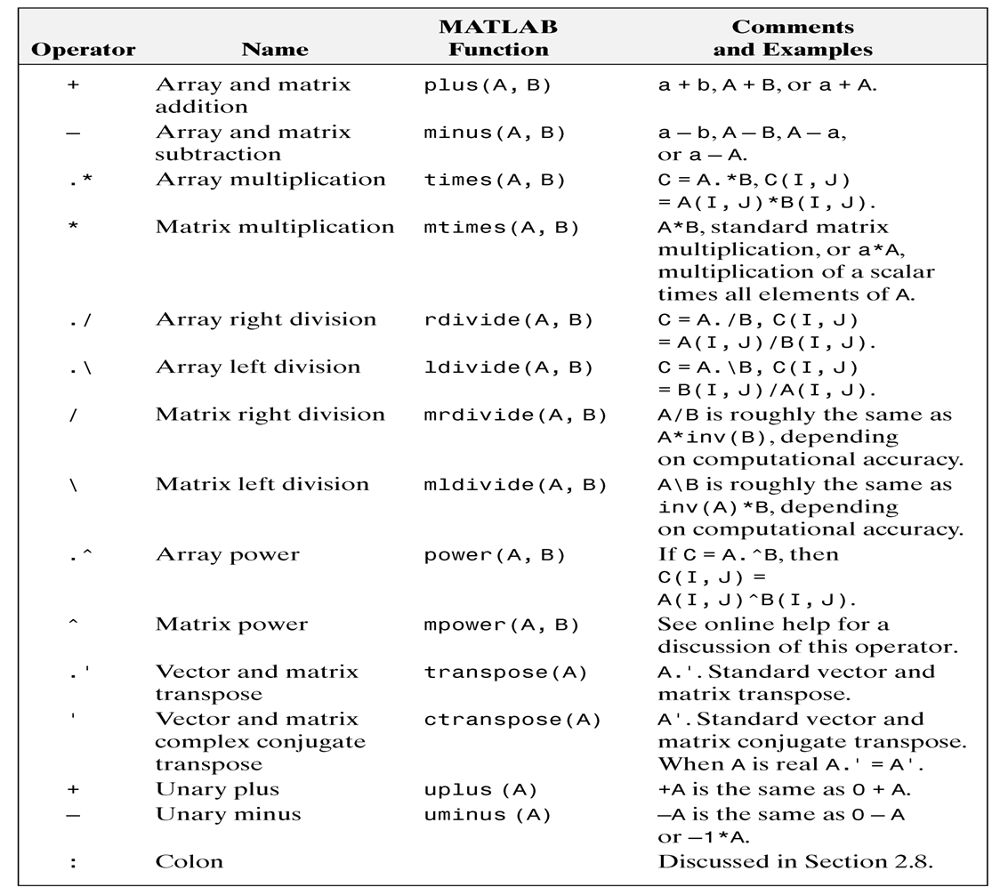 MATLAB Comments
Operator Name Function and Examples
+ Array and matrix plus(A, B) a + b, A + B, or a + A.
addition
– Array and matrix minus(A, B) a – b, A – B, A – a,
subtraction or a – A.
.* Array multiplication times(A, B) C = A.*B, C(I, J)
= A(I, J)*B(I, J).
* Matrix multiplication mtimes(A, B) A*B, standard matrix
multiplication, or a*A,
multiplication of a scalar
times all elements of A.
./ Array right division rdivide(A, B) C = A./B, C(I, J)
= A(I, J)/B(I, J).
.\ Array left division ldivide(A, B) C = A.\B, C(I, J)
= B(I, J)/A(I, J).
/ Matrix right division mrdivide(A, B) A/B is roughly the same as
A*inv(B), depending
on computational accuracy.
\ Matrix left division mldivide(A, B) A\B is roughly the same as
inv(A)*B, depending
on computational accuracy.
.^ Array power power(A, B) If C = A.^B, then
C(I, J) =
A(I, J)^B(I, J).
^ Matrix power mpower(A, B) See online help for a
discussion of this operator.
.' Vector and matrix transpose(A) A.'. Standard vector and
transpose matrix transpose.
' Vector and matrix ctranspose(A) A'. Standard vector and
complex conjugate matrix conjugate transpose.
transpose When A is real A.' = A'.
+ Unary plus uplus (A) +A is the same as 0 + A.
– Unary minus uminus (A) –A is the same as 0 – A
or –1*A.
: Colon Discussed in Section 2.8.